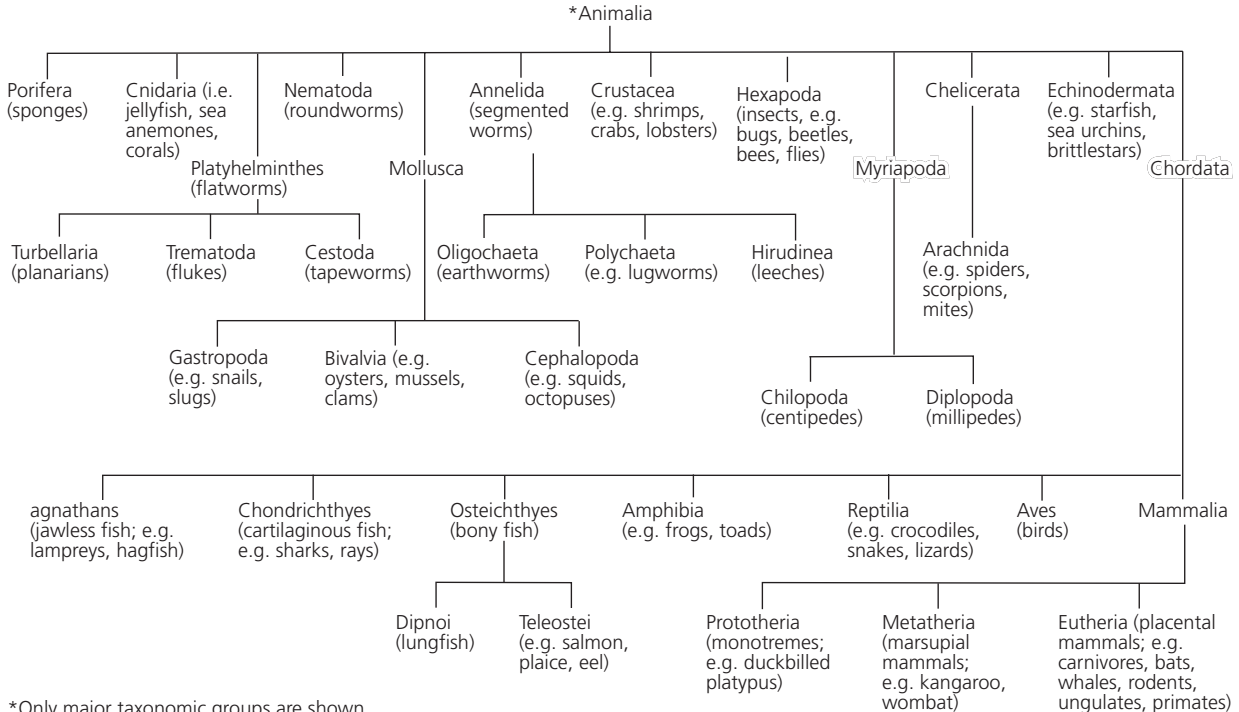 *Animalia
Porifera
(sponges)
Cnidaria (i.e.
jellyfish, sea
anemones,
corals)
Platyhelminthes
(flatworms)
Nematoda
(roundworms)
Mollusca
Annelida
(segmented
worms)
Crustacea
(e.g. shrimps,
crabs, lobsters)
Hexapoda
(insects, e.g.
bugs, beetles,
bees, flies)
Myriapoda
Chelicerata
Echinodermata
(e.g. starfish,
sea urchins,
brittlestars)
Chordata
Turbellaria
(planarians)
Trematoda
(flukes)
Cestoda
(tapeworms)
Oligochaeta
(earthworms)
Polychaeta
(e.g. lugworms)
Hirudinea
(leeches)
Arachnida
(e.g. spiders,
scorpions,
mites)
Gastropoda
(e.g. snails,
slugs)
Bivalvia (e.g.
oysters, mussels,
clams)
Cephalopoda
(e.g. squids,
octopuses)
Chilopoda
(centipedes)
Diplopoda
(millipedes)
agnathans
(jawless fish; e.g.
lampreys, hagfish)
Chondrichthyes
(cartilaginous fish;
e.g. sharks, rays)
Osteichthyes
(bony fish)
Amphibia
(e.g. frogs, toads)
Reptilia
(e.g. crocodiles,
snakes, lizards)
Aves
(birds)
Mammalia
Dipnoi
(lungfish)
Teleostei
(e.g. salmon,
plaice, eel)
Prototheria
(monotremes;
e.g. duckbilled
platypus)
Metatheria
(marsupial
mammals;
e.g. kangaroo,
wombat)
Eutheria (placental
mammals; e.g.
carnivores, bats,
whales, rodents,
ungulates, primates)
*Only major taxonomic groups are shown